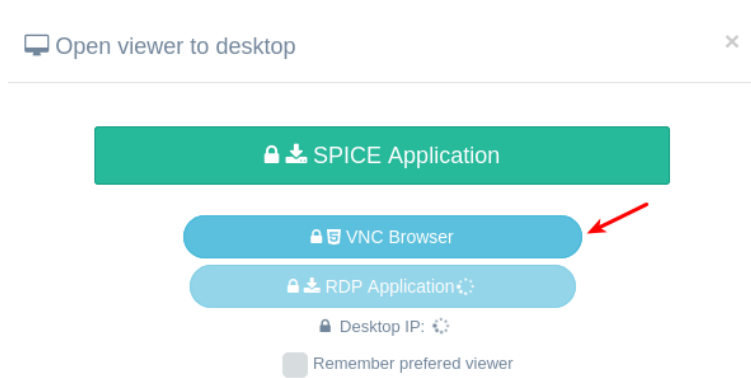 Open viewer to desktop
×
SPICE Application
VNC Browser
RDP Application
Desktop IP:
Remember prefered viewer